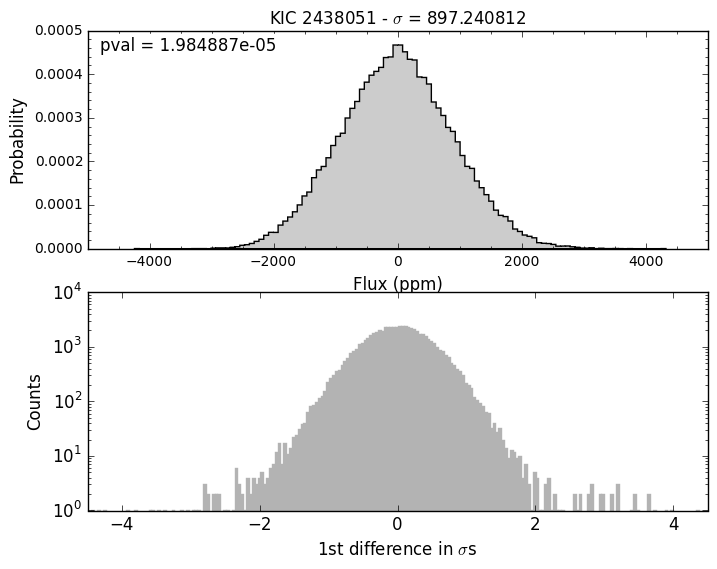 KIC 2438051 - σ = 897.240812
pval = 1.984887e-05
Probability
0.0005
0.0004
0.0003
0.0002
0.0001
0.0000
−4000 −2000 0 2000 4000
Flux (ppm)
Counts
10⁴
10³
10²
10¹
10⁰
−4 −2 0 2 4
1st difference in σs